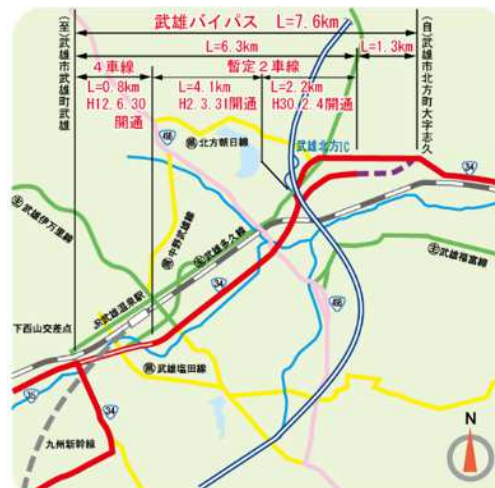 武雄バイパス L=7.6km
L=6.3km
L=1.3km
(至)武雄市武雄町武雄
(自)武雄市北方町大字志久
4車線
L=0.8km
H12.6.30
開通
暫定2車線
L=4.1km
H2.3.31開通
L=2.2km
H30.2.4開通
498
県北方朝日線
武雄北方IC
34
主武雄伊万里線
県中野武雄線
主武雄多久線
主武雄福富線
34
498
JR武雄温泉駅
下西山交差点
県武雄塩田線
35
34
九州新幹線
N